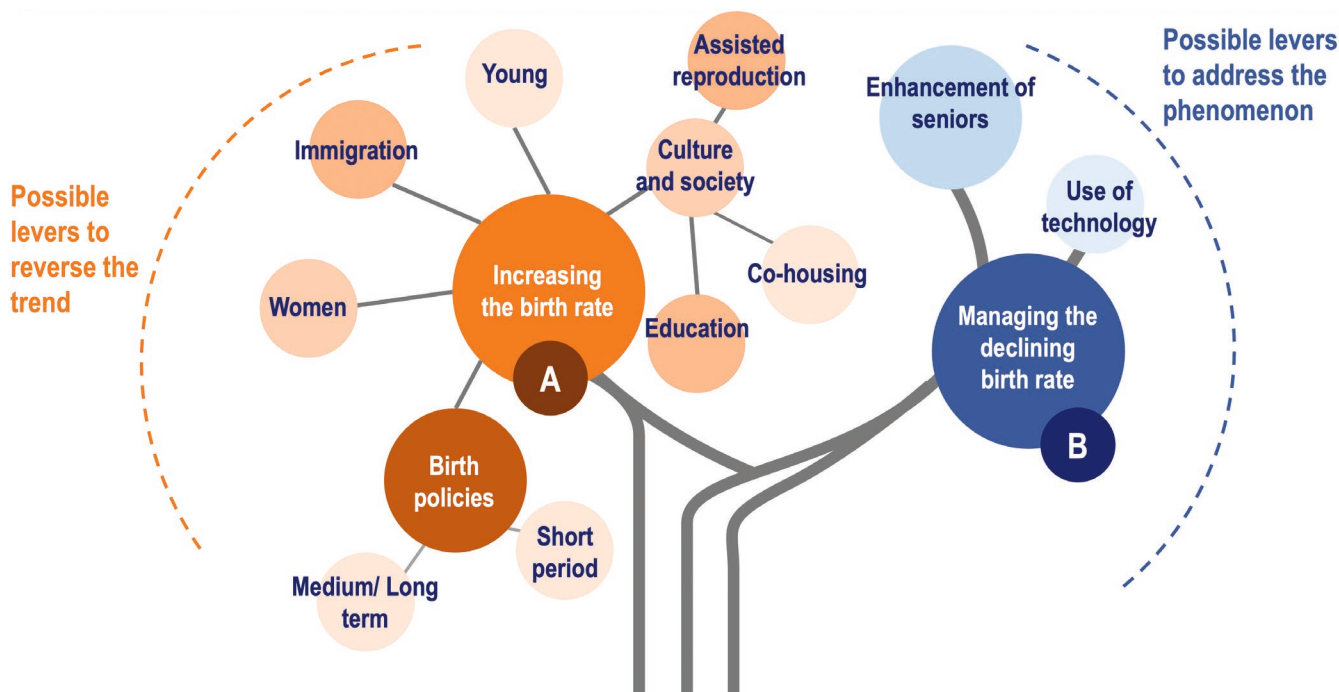 Possible
levers to
reverse the
trend
Young
Immigration
Women
Increasing
the birth rate
A
Assisted
reproduction
Culture
and society
Co-housing
Education
Birth
policies
Short
period
Medium/ Long
term
Possible levers
to address the
phenomenon
Enhancement of
seniors
Use of
technology
Managing the
declining
birth rate
B